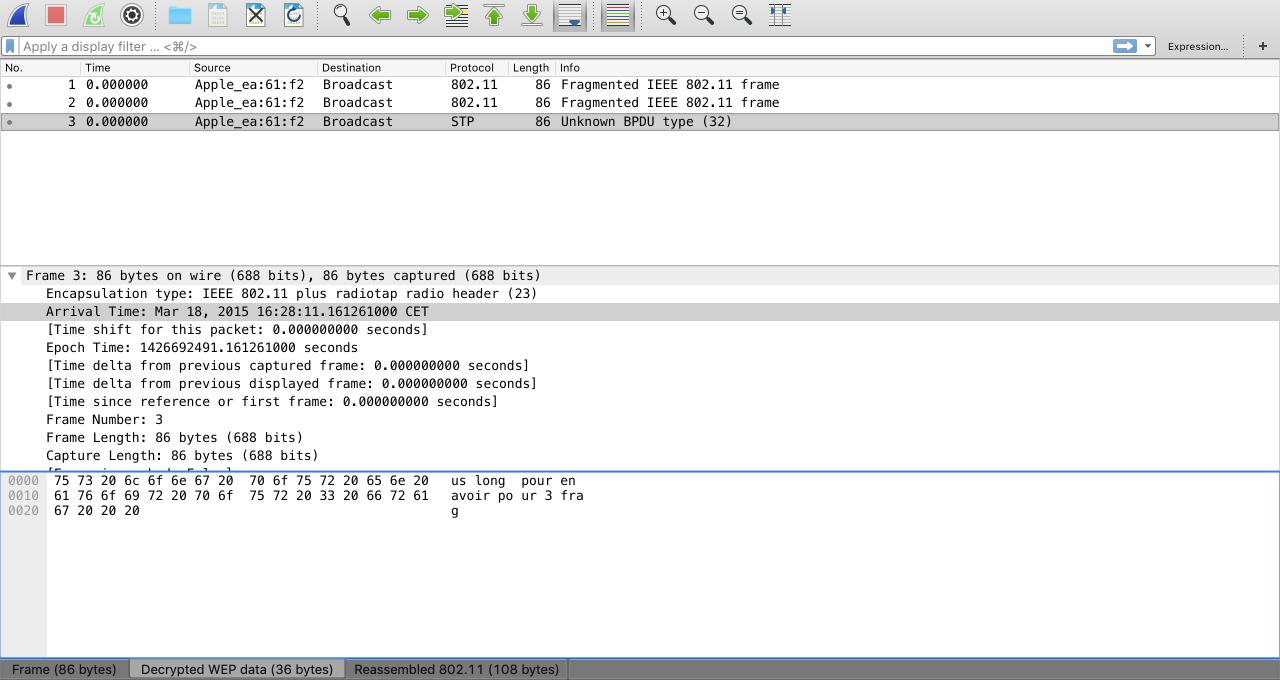 Apply a display filter ... <⌘/>
Expression...
+
No. Time Source Destination Protocol Length Info
1 0.000000 Apple_ea:61:f2 Broadcast 802.11 86 Fragmented IEEE 802.11 frame
2 0.000000 Apple_ea:61:f2 Broadcast 802.11 86 Fragmented IEEE 802.11 frame
3 0.000000 Apple_ea:61:f2 Broadcast STP 86 Unknown BPDU type (32)
Frame 3: 86 bytes on wire (688 bits), 86 bytes captured (688 bits)
Encapsulation type: IEEE 802.11 plus radiotap radio header (23)
Arrival Time: Mar 18, 2015 16:28:11.161261000 CET
[Time shift for this packet: 0.000000000 seconds]
Epoch Time: 1426692491.161261000 seconds
[Time delta from previous captured frame: 0.000000000 seconds]
[Time delta from previous displayed frame: 0.000000000 seconds]
[Time since reference or first frame: 0.000000000 seconds]
Frame Number: 3
Frame Length: 86 bytes (688 bits)
Capture Length: 86 bytes (688 bits)
0000 75 73 20 6c 6f 6e 67 20 70 6f 75 72 20 65 6e 20 us long pour en
0010 61 76 6f 69 72 20 70 6f 75 72 20 33 20 66 72 61 avoir po ur 3 fra
0020 67 20 20 20 g
Frame (86 bytes) Decrypted WEP data (36 bytes) Reassembled 802.11 (108 bytes)